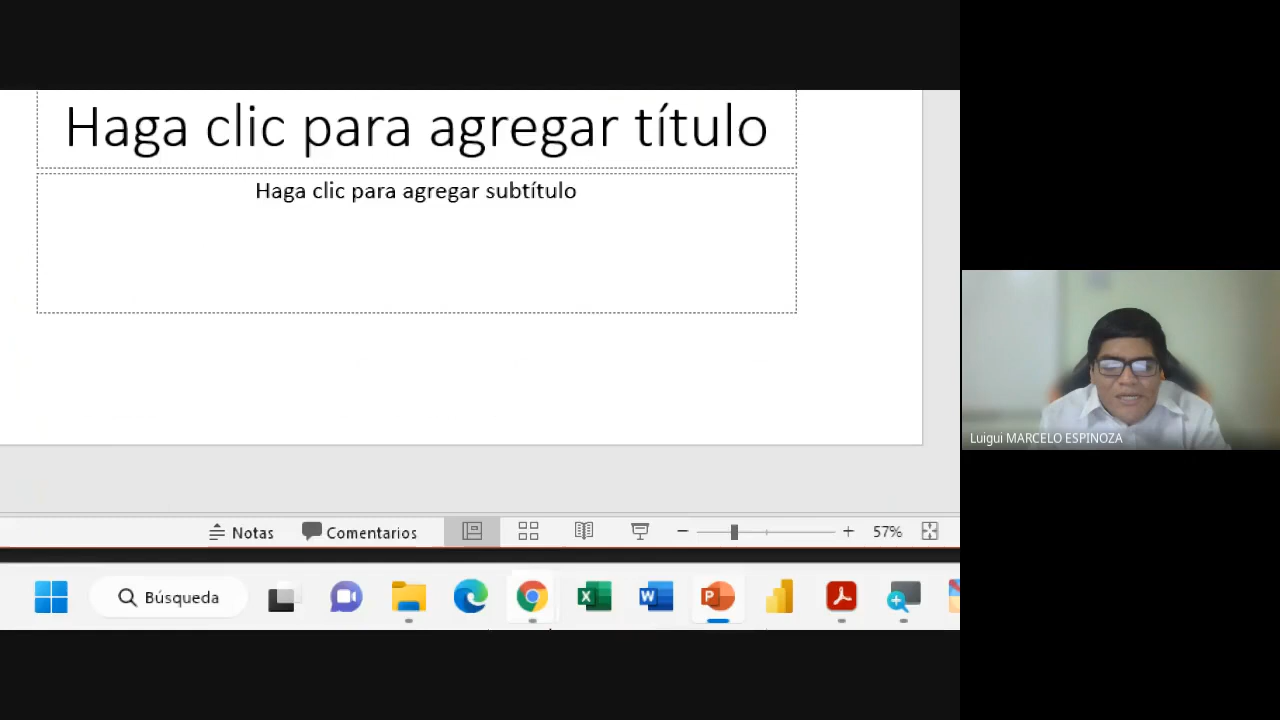 Haga clic para agregar título
Haga clic para agregar subtítulo
Luigui MARCELO ESPINOZA
Notas
Comentarios
57%
Búsqueda